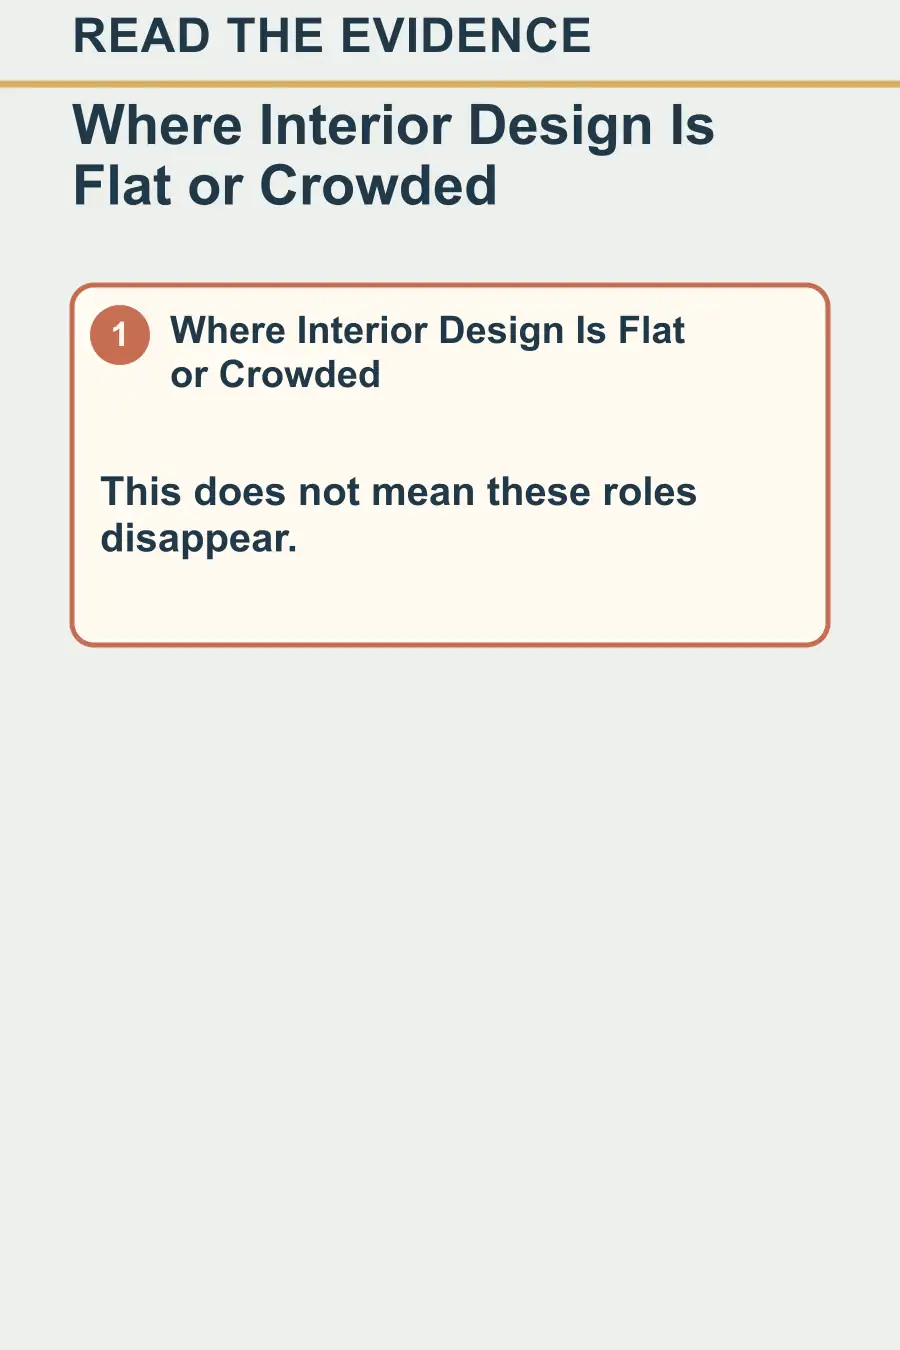 READ THE EVIDENCE
Where Interior Design Is
Flat or Crowded
1
Where Interior Design Is Flat
or Crowded
This does not mean these roles
disappear.